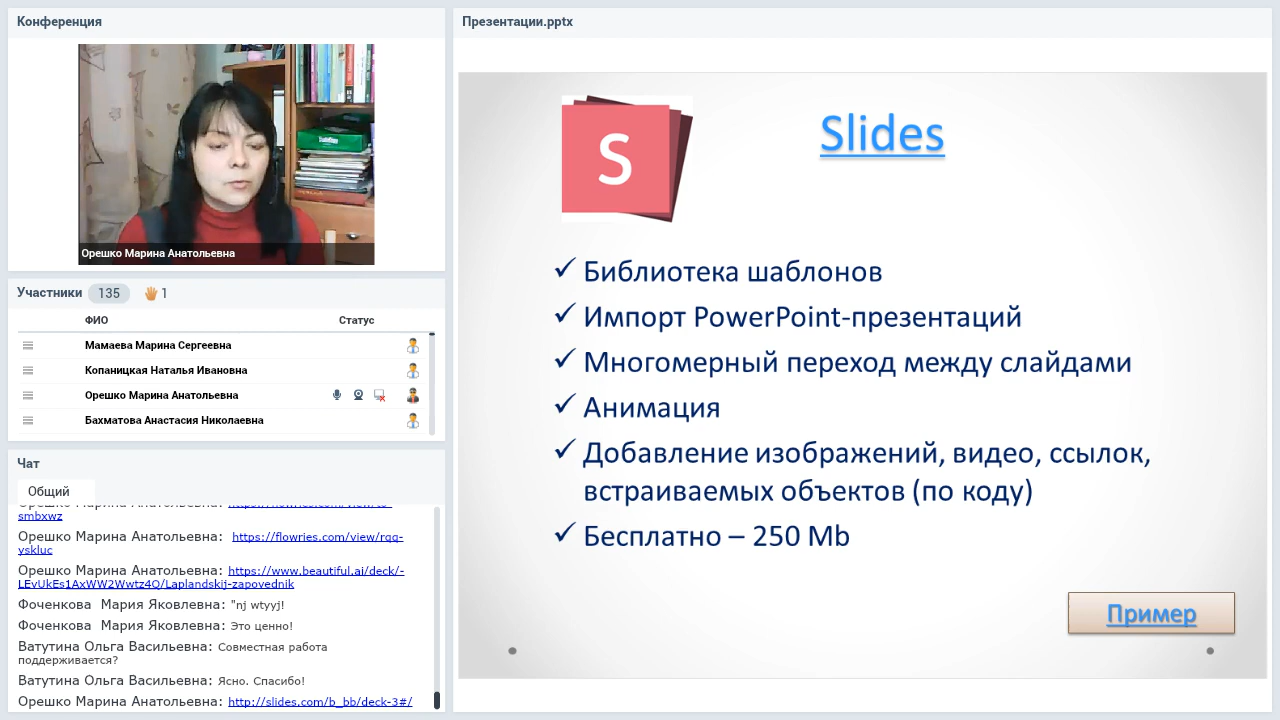 Конференция
Орешко Марина Анатольевна
Участники 135 1
ФИО Статус
Мамаева Марина Сергеевна
Копаницкая Наталья Ивановна
Орешко Марина Анатольевна
Бахматова Анастасия Николаевна
Чат
Общий
smbxwz
Орешко Марина Анатольевна: https://flowries.com/view/rqq-
vskluc
Орешко Марина Анатольевна:
https://www.beautiful.ai/deck/-
LEvUkEs1AxWW2Wwtz4Q/Laplandskij-zapovednik
Фоченкова Мария Яковлевна: "nj wtyyj!
Фоченкова Мария Яковлевна: Это ценно!
Ватутина Ольга Васильевна: Совместная работа
поддерживается?
Ватутина Ольга Васильевна: Ясно. Спасибо!
Орешко Марина Анатольевна: http://slides.com/b_bb/deck-3#/
Презентации.pptx
S
Slides
Библиотека шаблонов
Импорт PowerPoint-презентаций
Многомерный переход между слайдами
Анимация
Добавление изображений, видео, ссылок,
встраиваемых объектов (по коду)
Бесплатно – 250 Mb
Пример